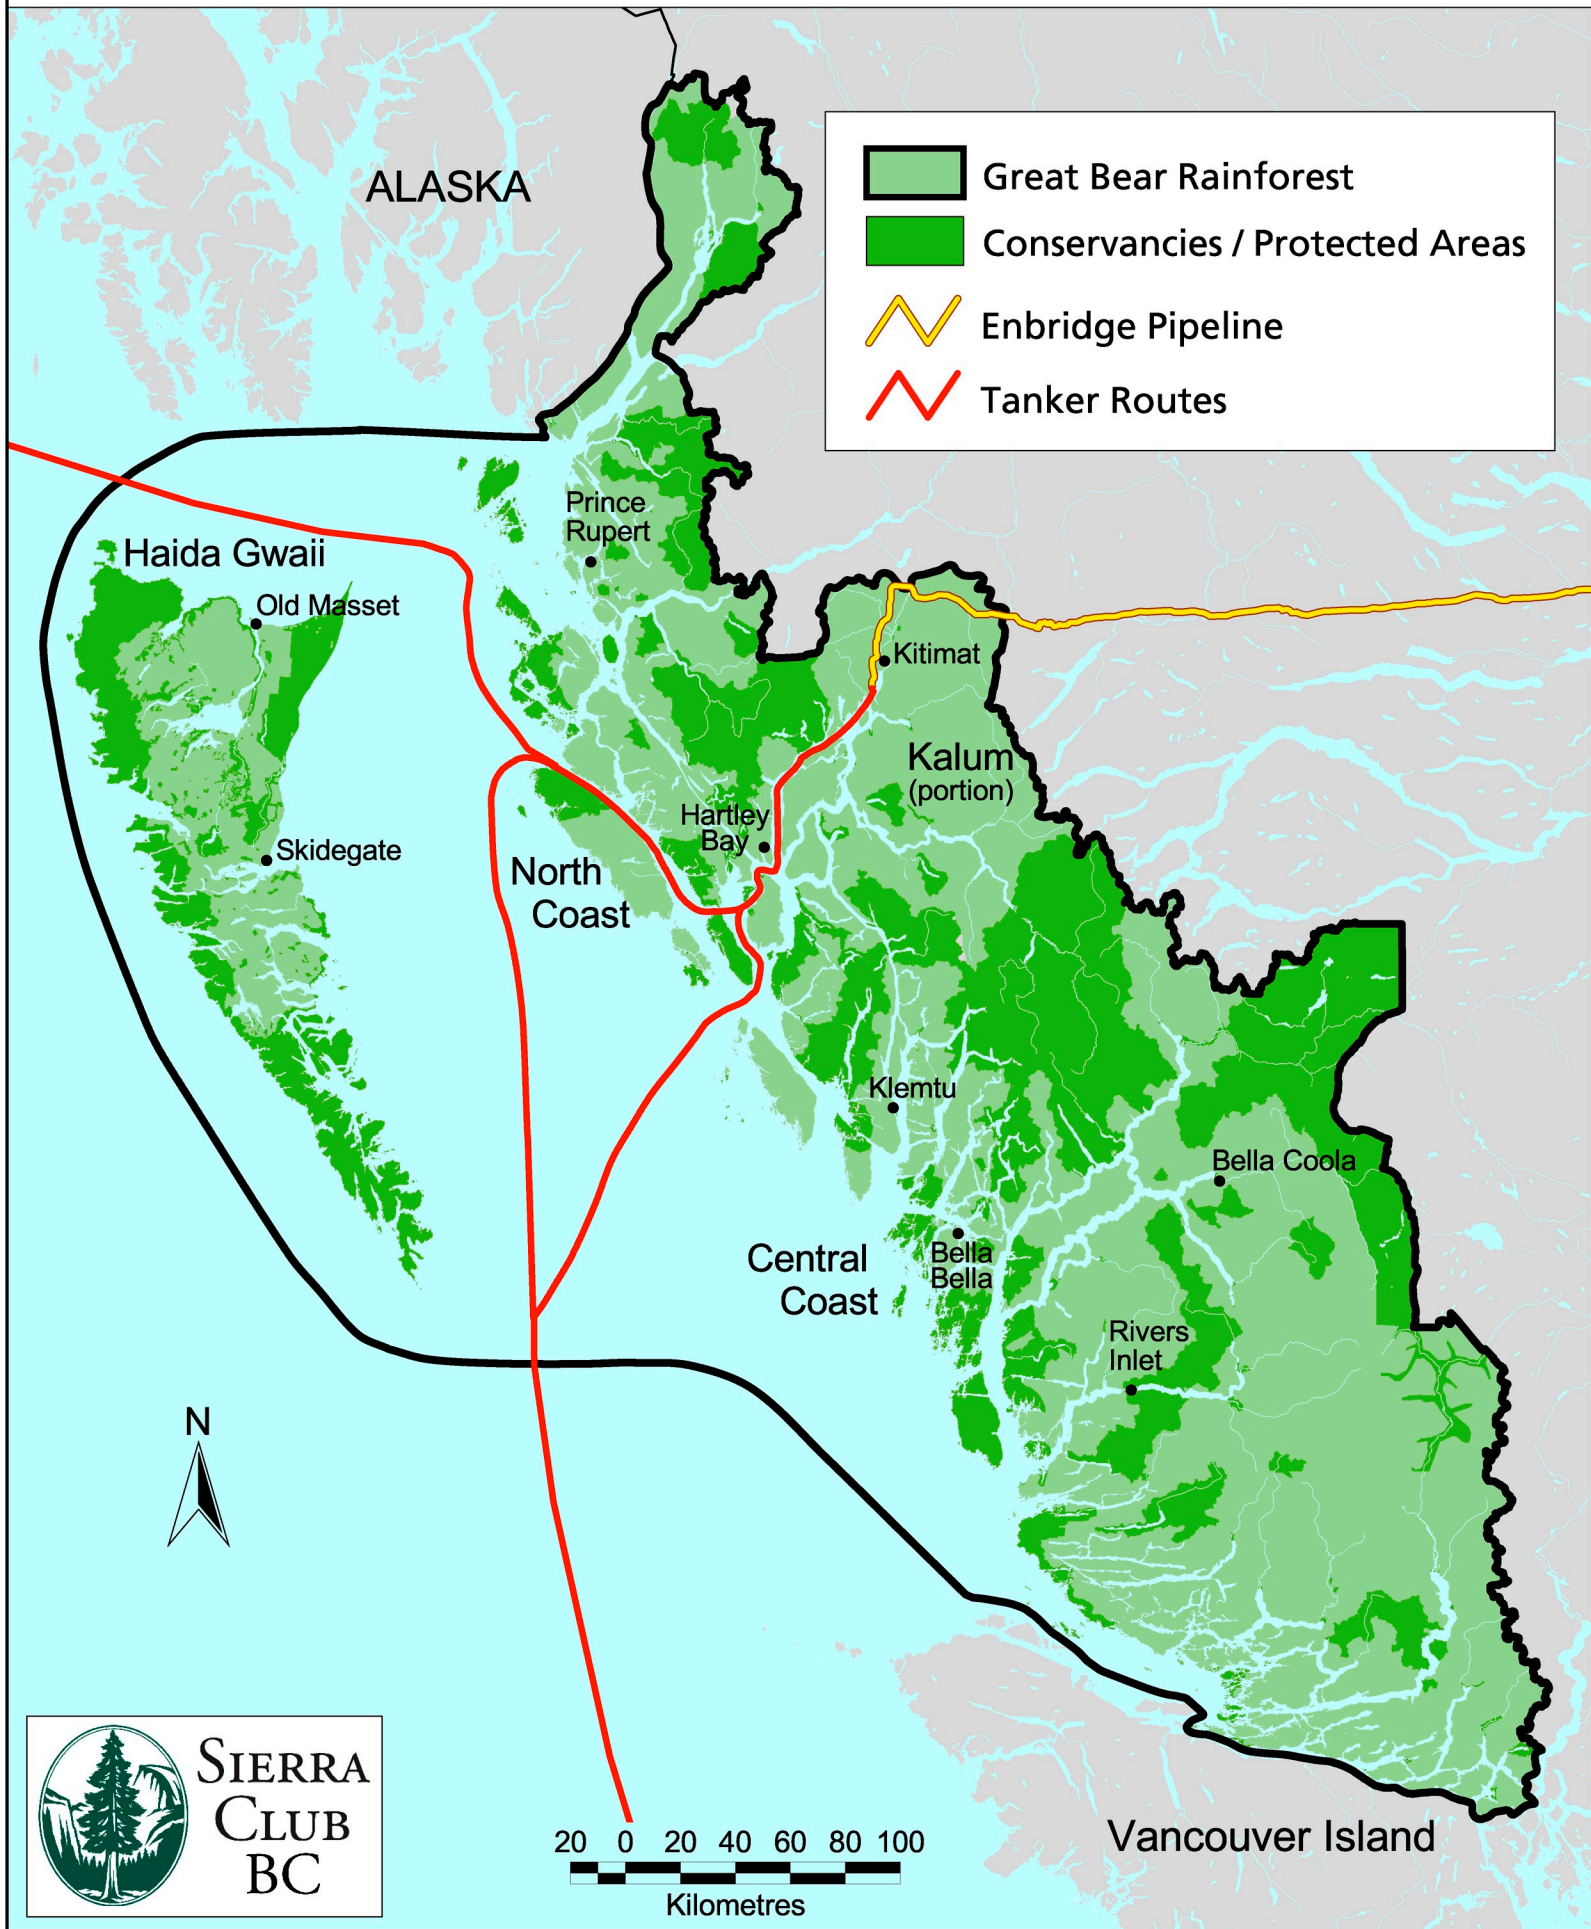 ALASKA
Great Bear Rainforest
Conservancies / Protected Areas
Enbridge Pipeline
Tanker Routes
Prince
Rupert
Haida Gwaii
Old Masset
Kitimat
Kalum
(portion)
Hartley
Bay
Skidegate
North
Coast
Klemtu
Bella Coola
Bella
Bella
Central
Coast
Rivers
Inlet
N
SIERRA
CLUB
BC
Vancouver Island
20 0 20 40 60 80 100
Kilometres